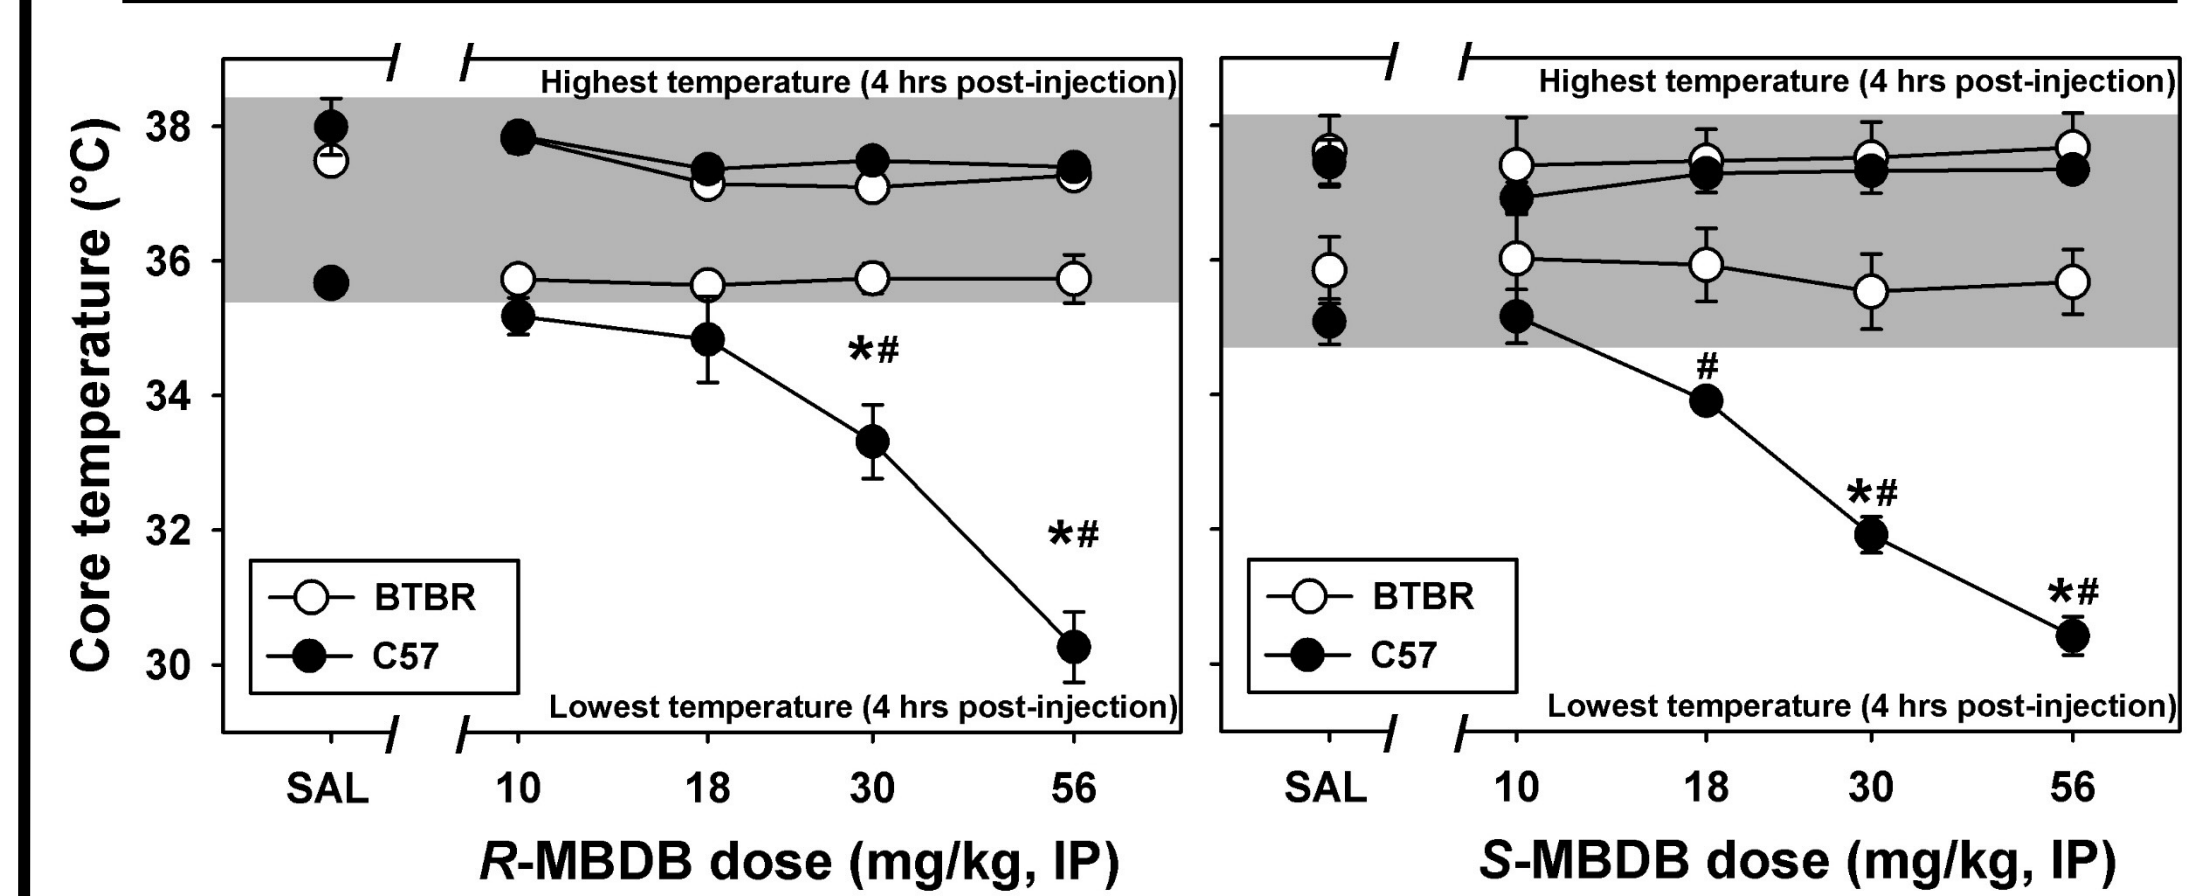 Highest temperature (4 hrs post-injection)
Core temperature (°C)
38
36
34
32
30
*#
*#
BTBR
C57
Lowest temperature (4 hrs post-injection)
SAL 10 18 30 56
R-MBDB dose (mg/kg, IP)
Highest temperature (4 hrs post-injection)
#
*#
*#
BTBR
C57
Lowest temperature (4 hrs post-injection)
SAL 10 18 30 56
S-MBDB dose (mg/kg, IP)